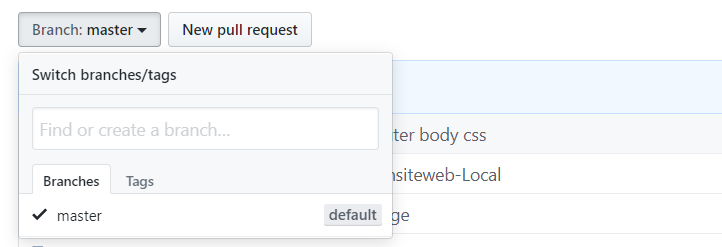 Branch: master New pull request
Switch branches/tags
Find or create a branch...
ter body css
Branches Tags
nsiteweb-Local
master default
ge